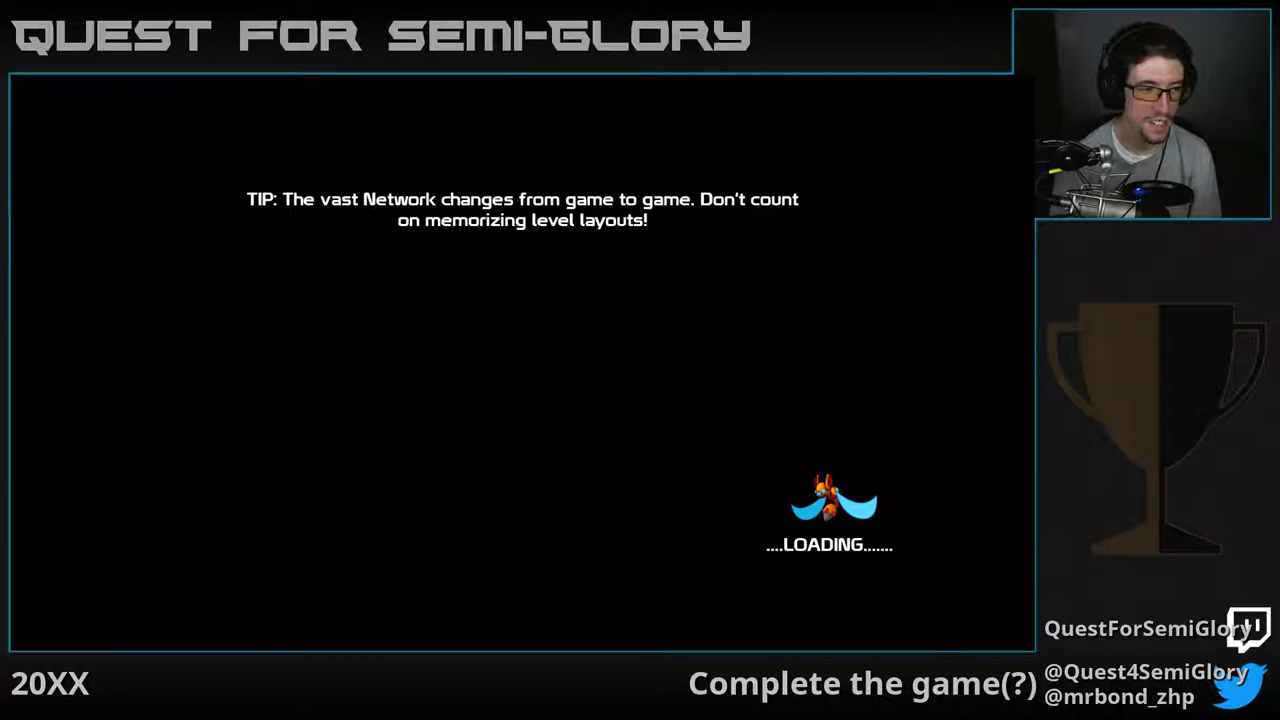 QUEST FOR SEMI-GLORY
TIP: The vast Network changes from game to game. Don't count
on memorizing level layouts!
....LOADING.......
QuestForSemiGlory
@Quest4SemiGlory
@mrbond_zhp
20XX
Complete the game(?)